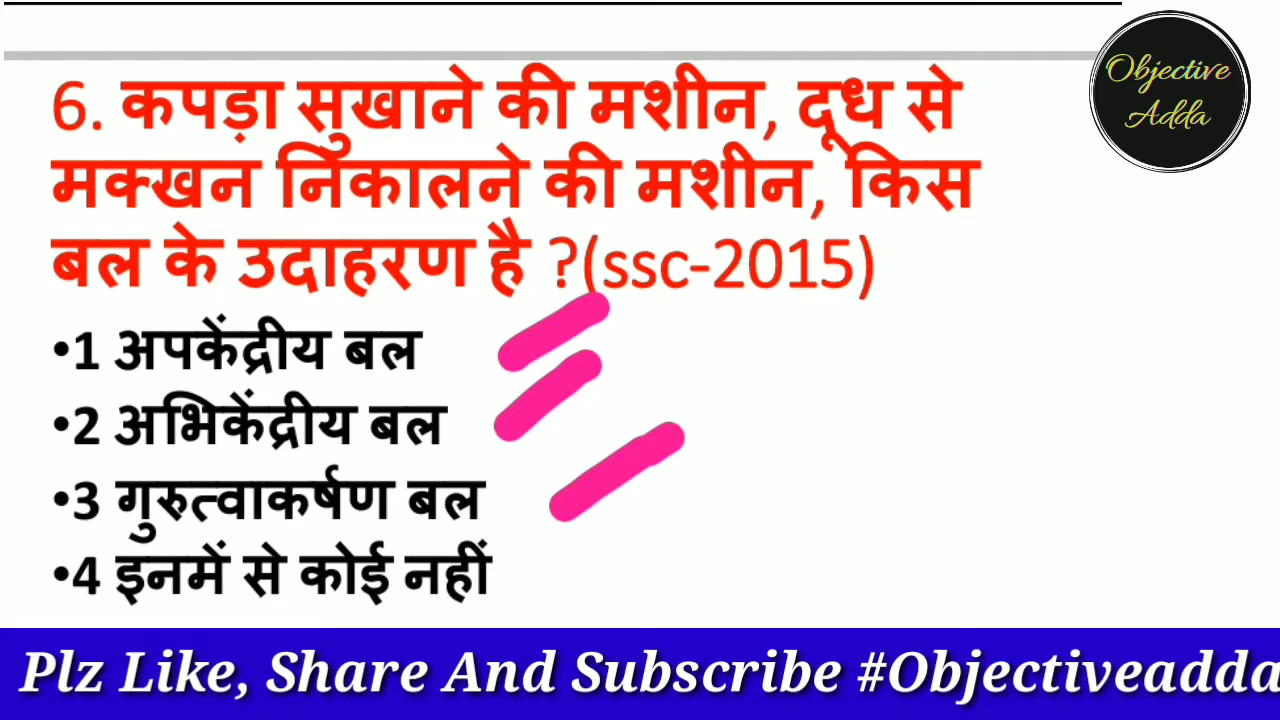 Objective
Adda
6. कपड़ा सुखाने की मशीन, दूध से
मक्खन निकालने की मशीन, किस
बल के उदाहरण है ?(ssc-2015)
•1 अपकेंद्रीय बल
•2 अभिकेंद्रीय बल
•3 गुरुत्वाकर्षण बल
•4 इनमें से कोई नहीं
Plz Like, Share And Subscribe #Objectiveadda